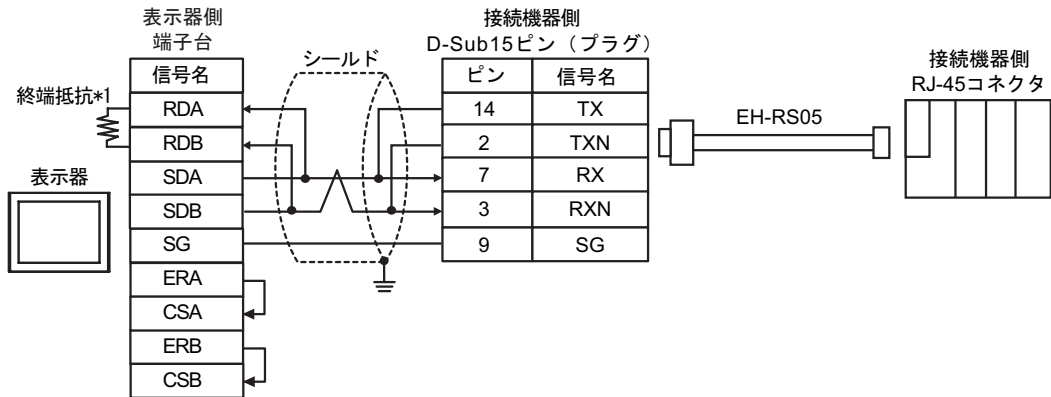 表示器側
端子台
信号名
終端抵抗*1
RDA
RDB
表示器
SDA
SDB
SG
ERA
CSA
ERB
CSB
シールド
接続機器側
D-Sub15ピン（プラグ）
ピン 信号名
14 TX
2 TXN
7 RX
3 RXN
9 SG
EH-RS05
接続機器側
RJ-45コネクタ